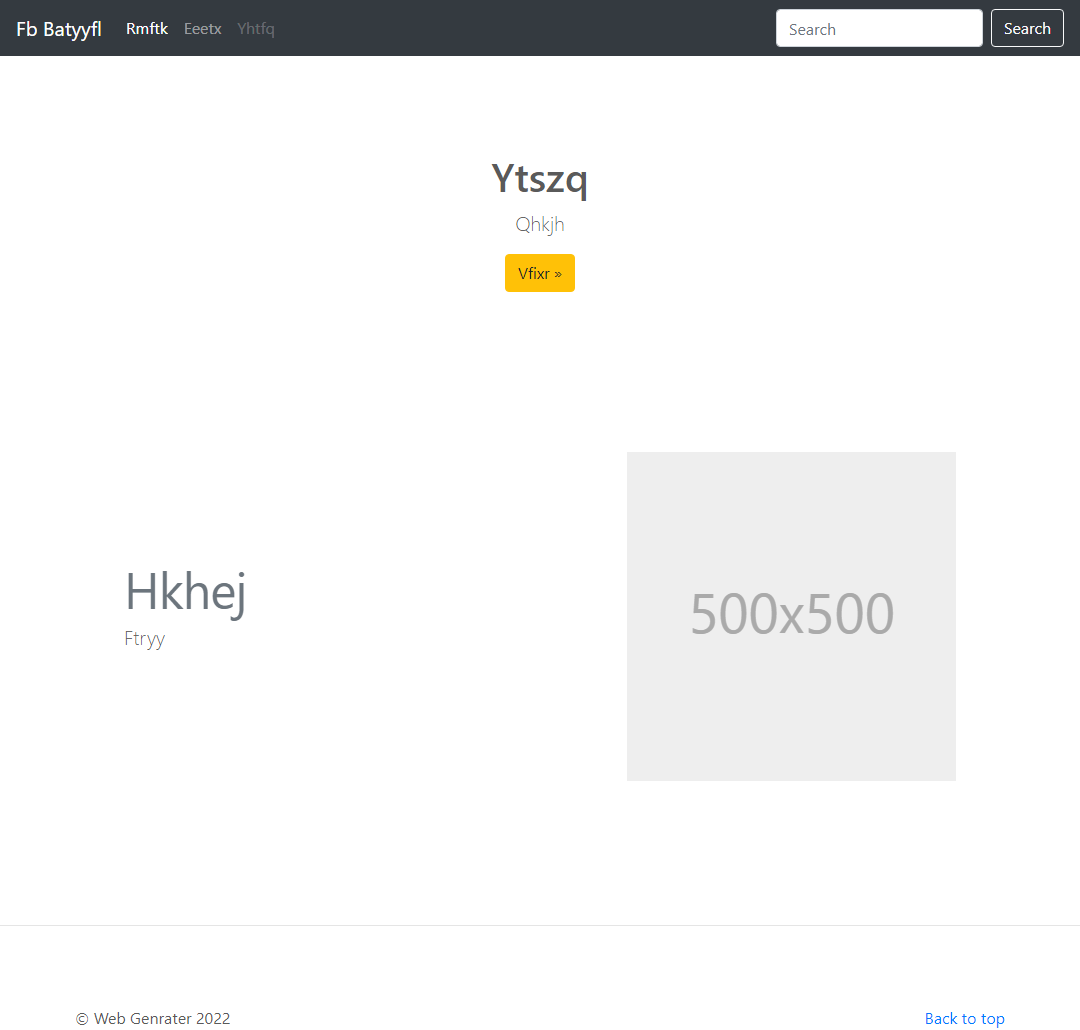 Fb Batyyfl Rmftk Eeetx Yhtfq Search Search
Ytszq
Qhkjh
Vfixr »
Hkhej
Ftryy
500x500
© Web Genrater 2022 Back to top